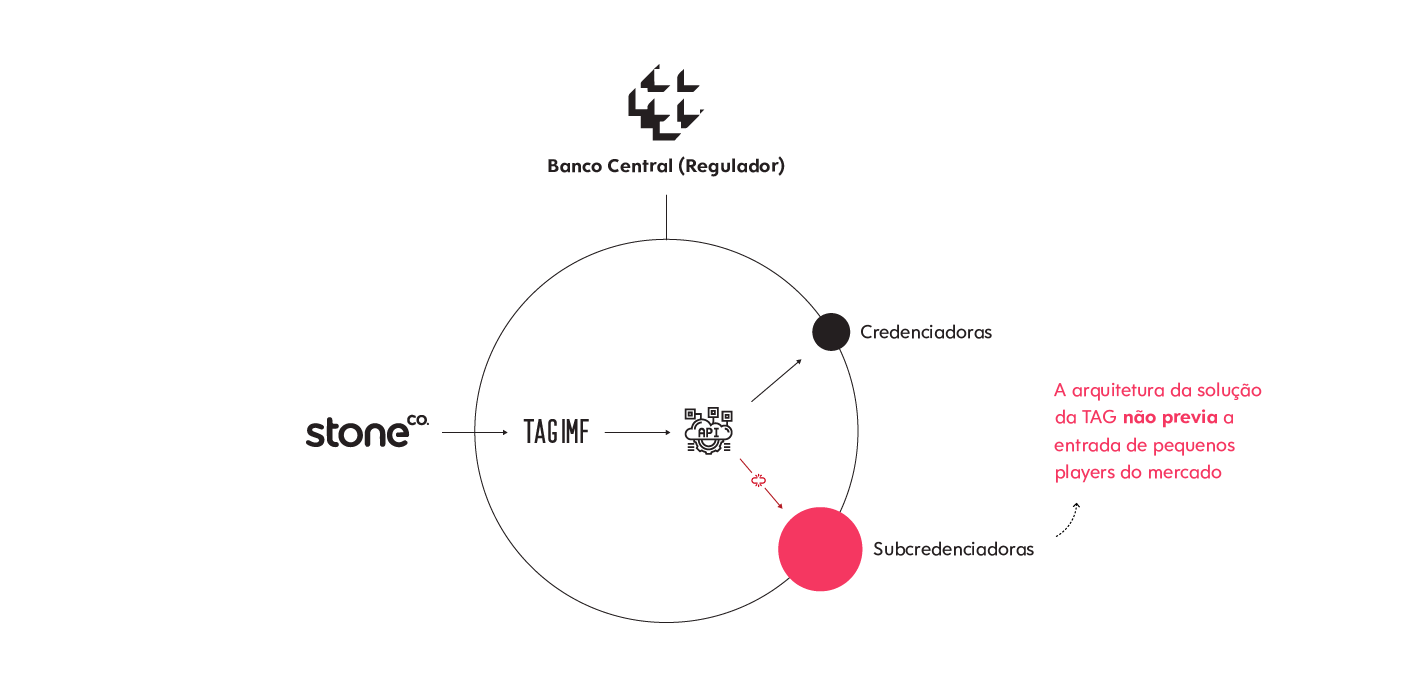 Banco Central (Regulador)
Credenciadoras
A arquitetura da solução
da TAG não previa a
entrada de pequenos
players do mercado
stone co.
TAG IMF
API
Subcredenciadoras